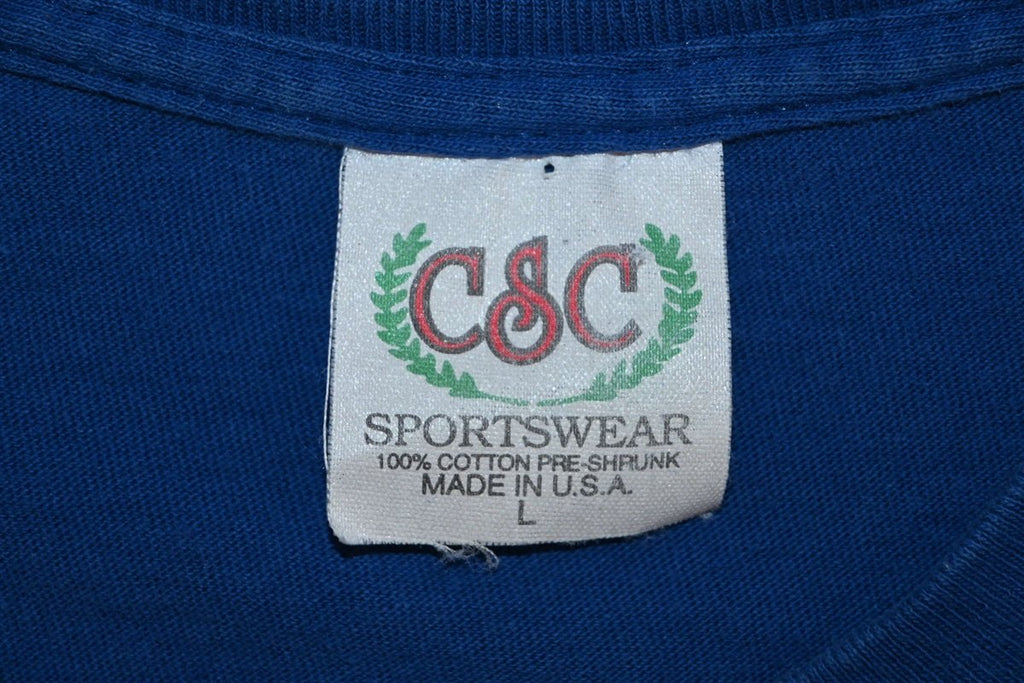 CSC
SPORTSWEAR
100% COTTON PRE-SHRUNK
MADE IN U.S.A.
L